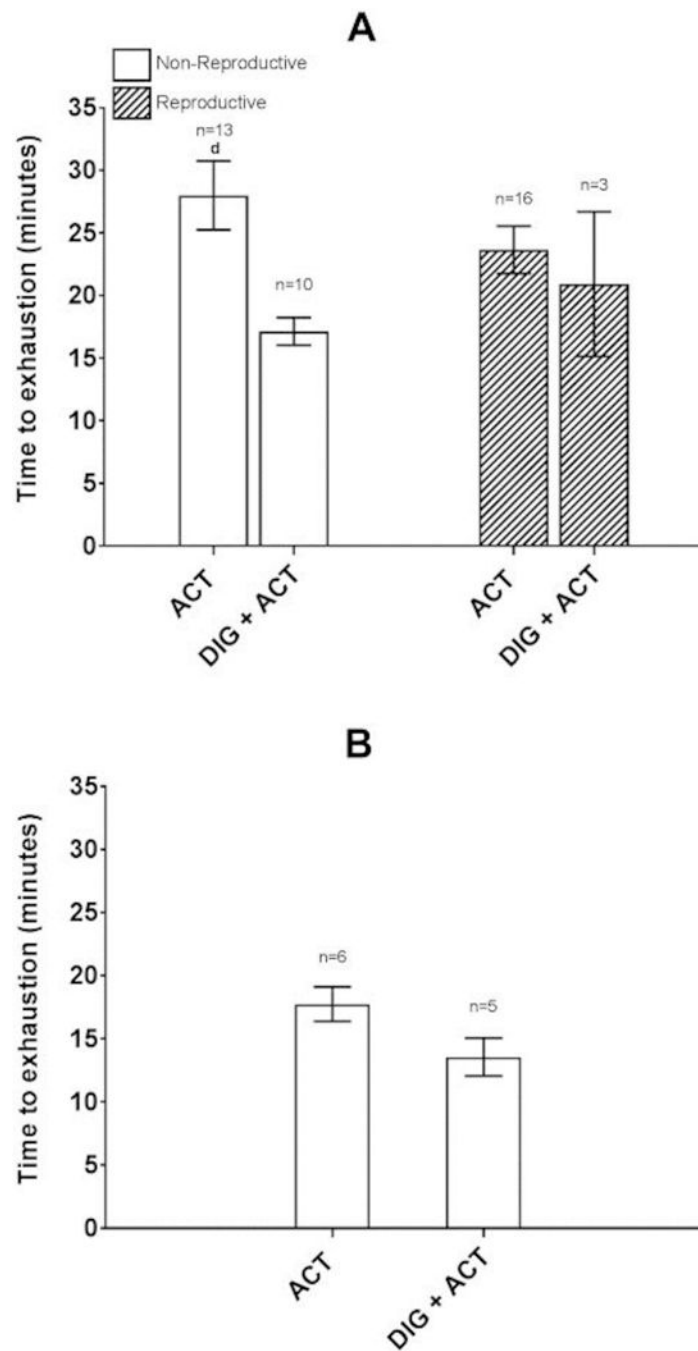 A
Non-Reproductive
Reproductive
Time to exhaustion (minutes)
35
30
25
20
15
10
5
0
n=13
d
n=10
n=16
n=3
ACT
DIG + ACT
ACT
DIG + ACT
B
Time to exhaustion (minutes)
35
30
25
20
15
10
5
0
n=6
n=5
ACT
DIG + ACT